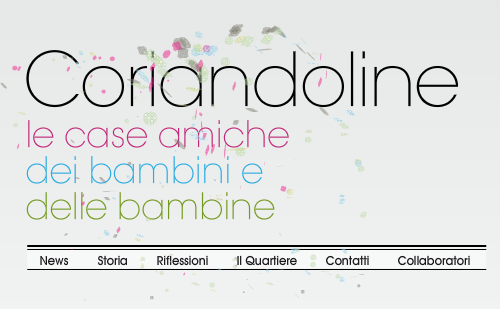 Coriandoline
le case amiche
dei bambini e
delle bambine
News Storia Riflessioni Il Quartiere Contatti Collaboratori